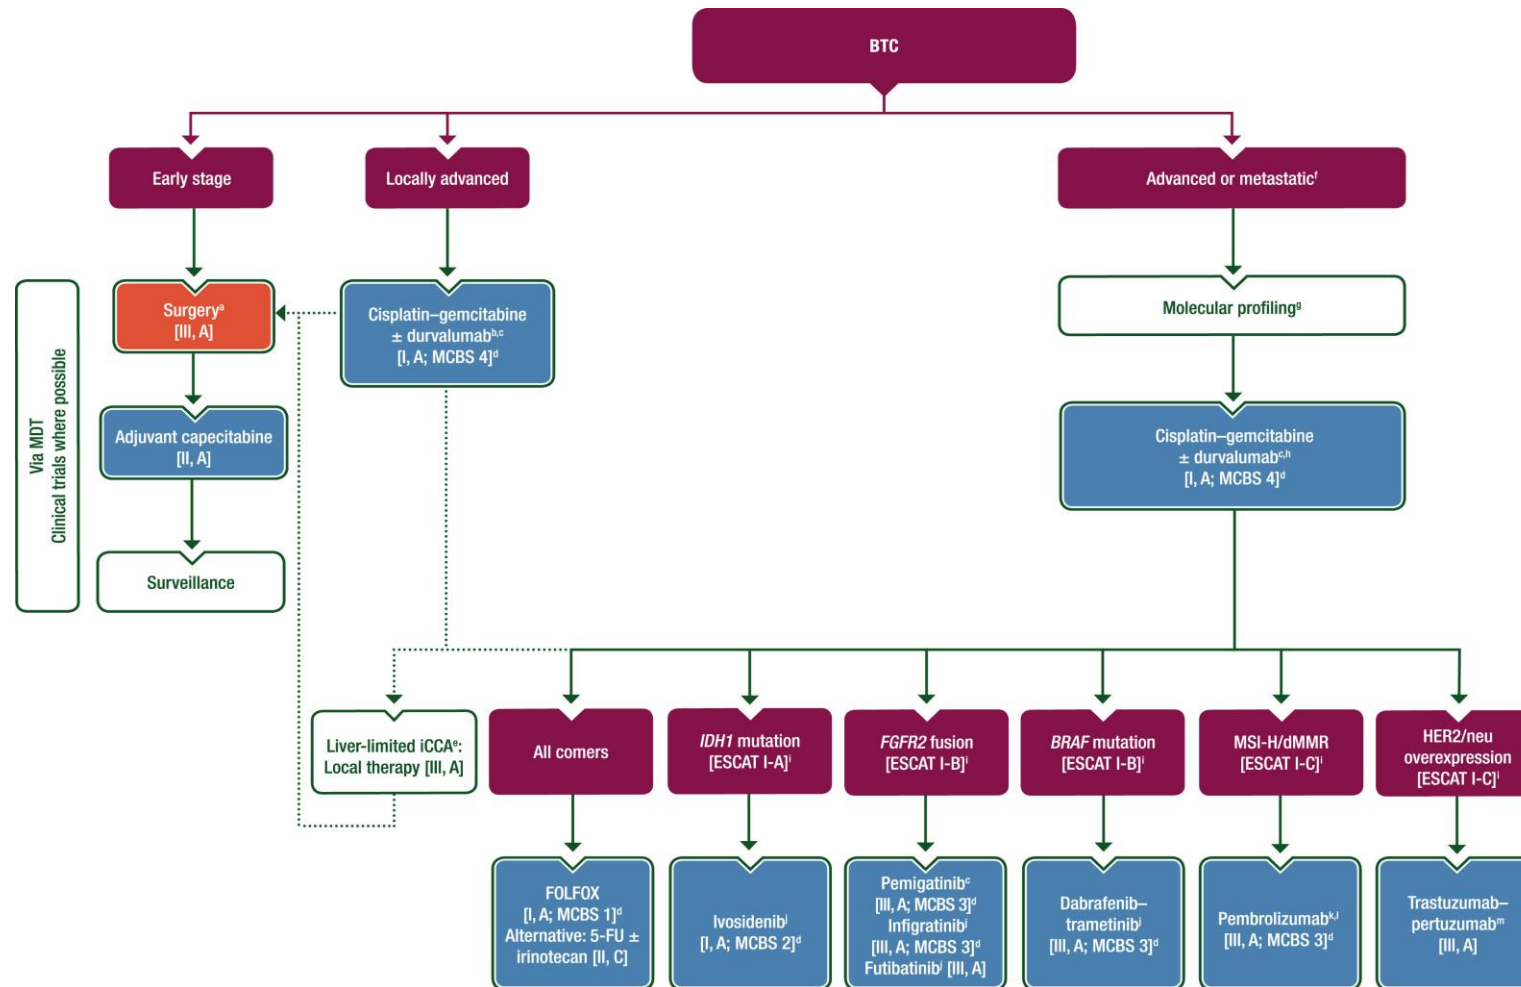 BTC
Early stage
Locally advanced
Advanced or metastaticᶠ
Via MDT
Clinical trials where possible
Surgeryᵃ
[III, A]
Cisplatin–gemcitabine
± durvalumabᵇ,ᶜ
[I, A; MCBS 4]ᵈ
Molecular profilingᵍ
Adjuvant capecitabine
[II, A]
Cisplatin–gemcitabine
± durvalumabᶜ,ʰ
[I, A; MCBS 4]ᵈ
Surveillance
Liver-limited iCCAᵉ:
Local therapy [III, A]
All comers
IDH1 mutation
[ESCAT I-A]ⁱ
FGFR2 fusion
[ESCAT I-B]ⁱ
BRAF mutation
[ESCAT I-B]ⁱ
MSI-H/dMMR
[ESCAT I-C]ⁱ
HER2/neu
overexpression
[ESCAT I-C]ⁱ
FOLFOX
[I, A; MCBS 1]ᵈ
Alternative: 5-FU ±
irinotecan [II, C]
Ivosidenibʲ
[I, A; MCBS 2]ᵈ
Pemigatinibᶜ
[III, A; MCBS 3]ᵈ
Infigratinibʲ
[III, A; MCBS 3]ᵈ
Futibatinibʲ [III, A]
Dabrafenib–
trametinibʲ
[III, A; MCBS 3]ᵈ
Pembrolizumabᵏ,ˡ
[III, A; MCBS 3]ᵈ
Trastuzumab–
pertuzumabᵐ
[III, A]